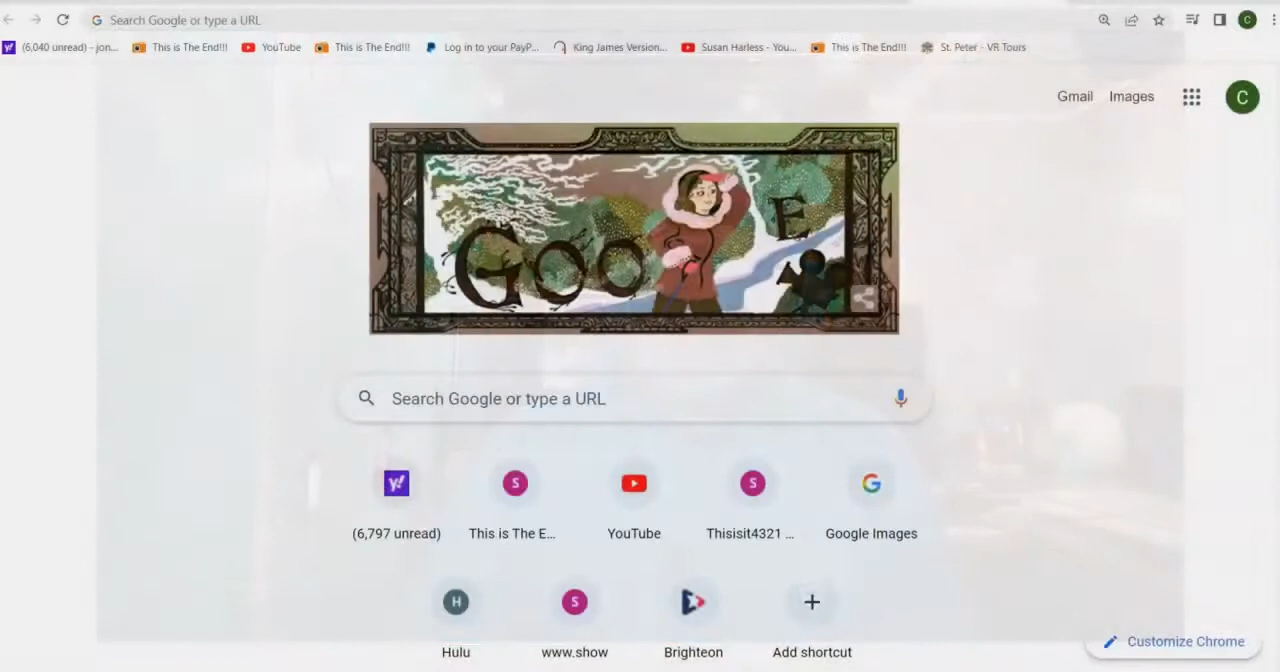 Search Google or type a URL
(6,040 unread) - jon... This is The End!!! YouTube This is The End!!! Log in to your PayP... King James Version... Susan Harless - You... This is The End!!! St. Peter - VR Tours
Gmail Images C
GOO E
Search Google or type a URL
(6,797 unread) This is The E... YouTube Thisisit4321 ... Google Images
Hulu www.show Brighteon Add shortcut
Customize Chrome